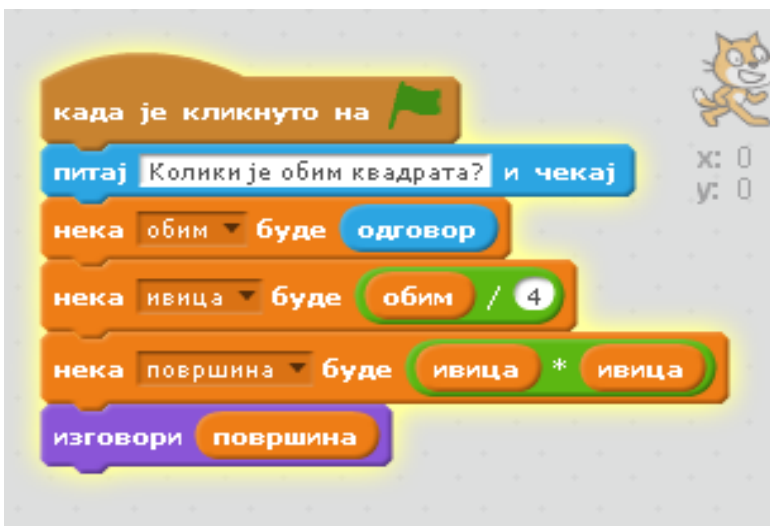 када је кликнуто на
питај Колики је обим квадрата? и чекај
x: 0
y: 0
нека обим буде одговор
нека ивица буде обим / 4
нека површина буде ивица * ивица
изговори површина